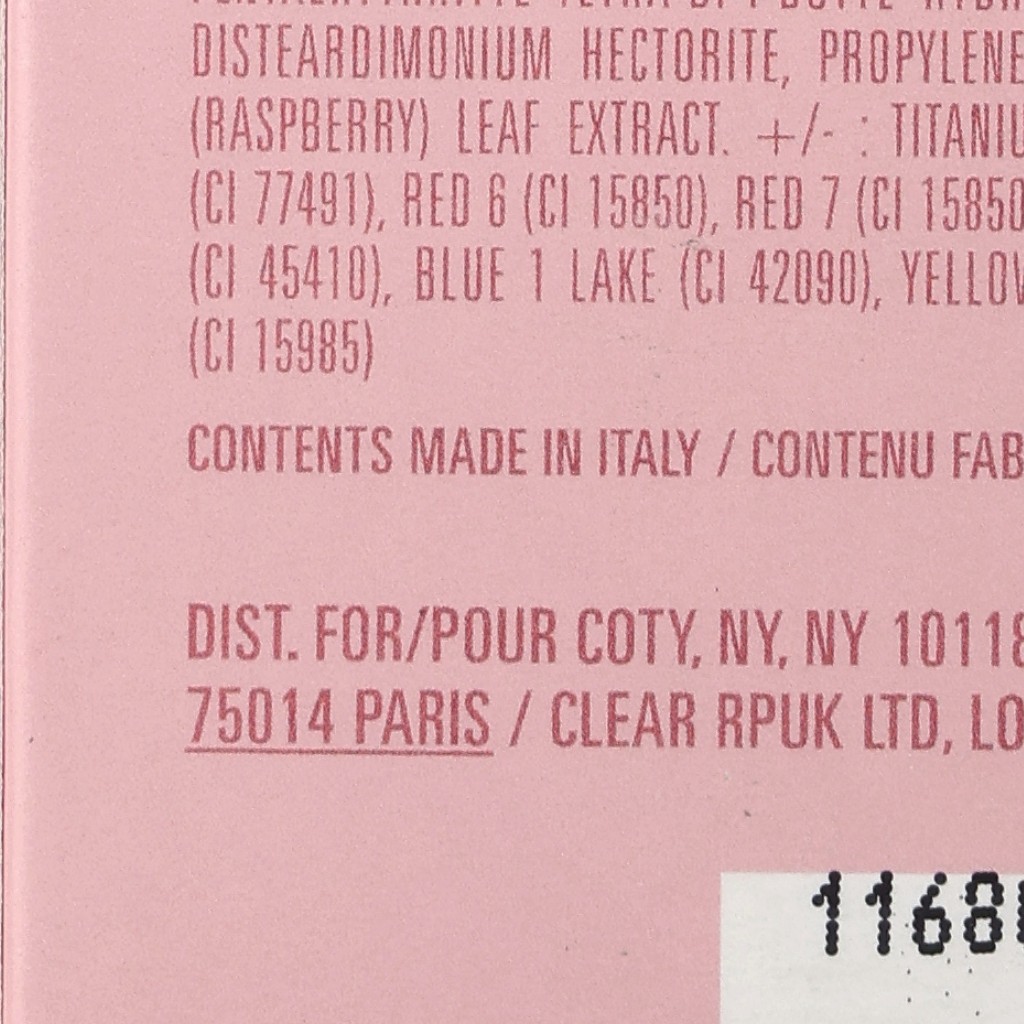 DISTEARDIMONIUM HECTORITE, PROPYLENE
(RASPBERRY) LEAF EXTRACT. +/- : TITANIU
(CI 77491), RED 6 (CI 15850), RED 7 (CI 15850
(CI 45410), BLUE 1 LAKE (CI 42090), YELLOW
(CI 15985)
CONTENTS MADE IN ITALY / CONTENU FAB
DIST. FOR/POUR COTY, NY, NY 10118
75014 PARIS / CLEAR RPUK LTD, LO
1168